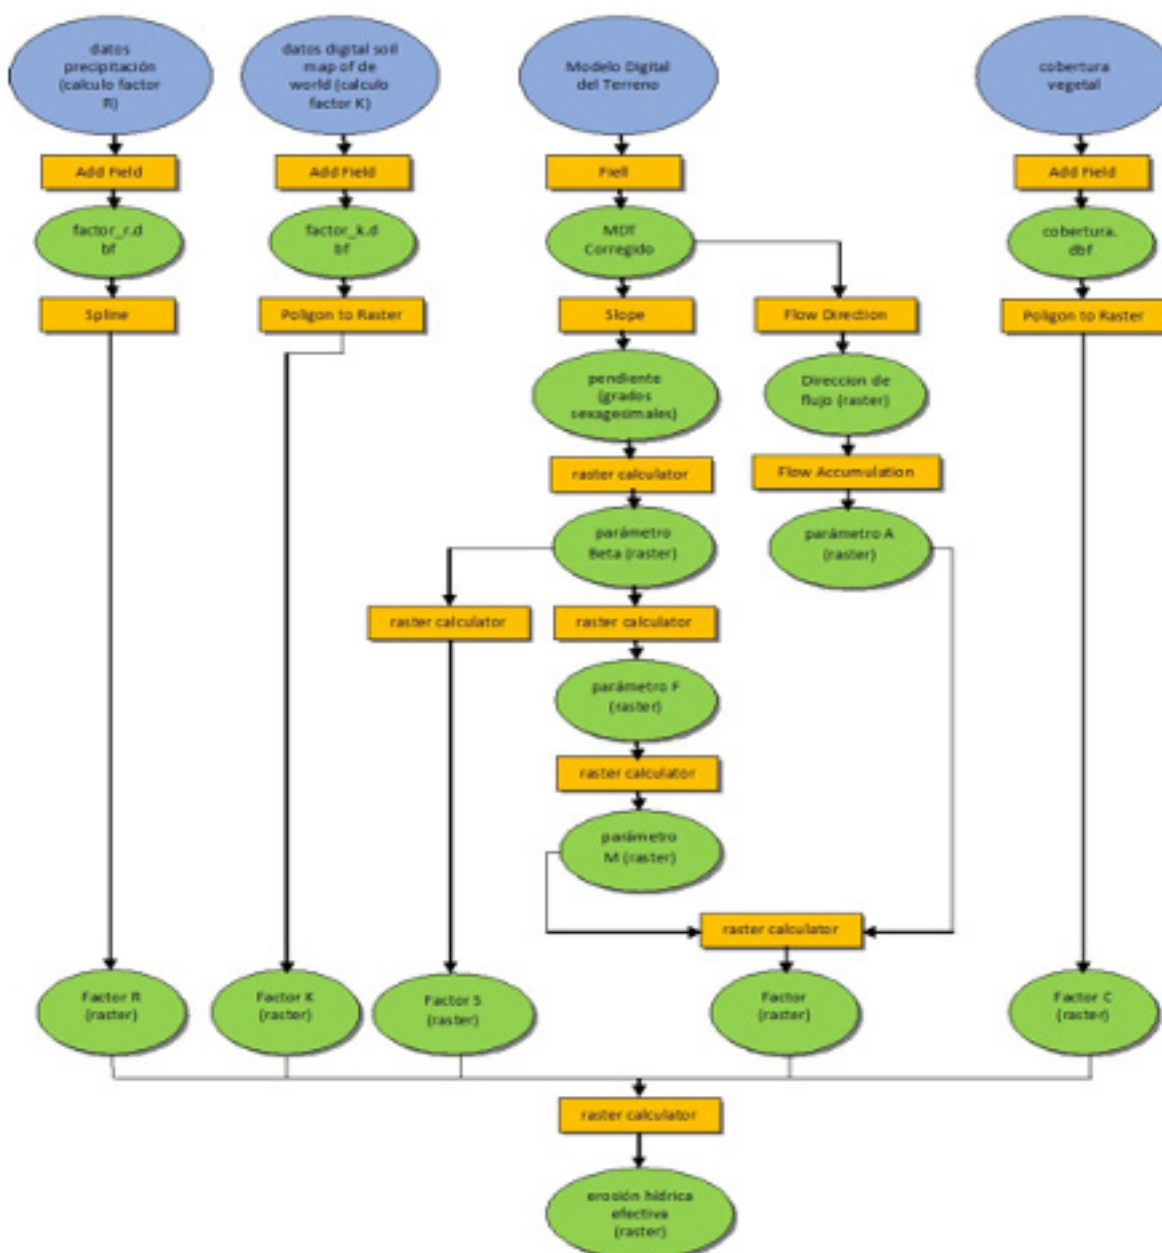 datos
precipitación
(calculo factor
R)
datos digital soil
map of de
world (calculo
factor K)
Modelo Digital
del Terreno
cobertura
vegetal
Add Field
Add Field
Fiell
Add Field
factor_r.d
bf
factor_k.d
bf
MDT
Corregido
cobertura.
dbf
Spline
Poligon to Raster
Slope
Flow Direction
Poligon to Raster
pendiente
(grados
sexagesimales)
Direccion de
flujo (raster)
raster calculator
Flow Accumulation
parámetro
Beta (raster)
parámetro A
(raster)
raster calculator
raster calculator
parámetro F
(raster)
raster calculator
parámetro
M (raster)
raster calculator
Factor R
(raster)
Factor K
(raster)
Factor S
(raster)
Factor
(raster)
Factor C
(raster)
raster calculator
erosión hídrica
efectiva
(raster)